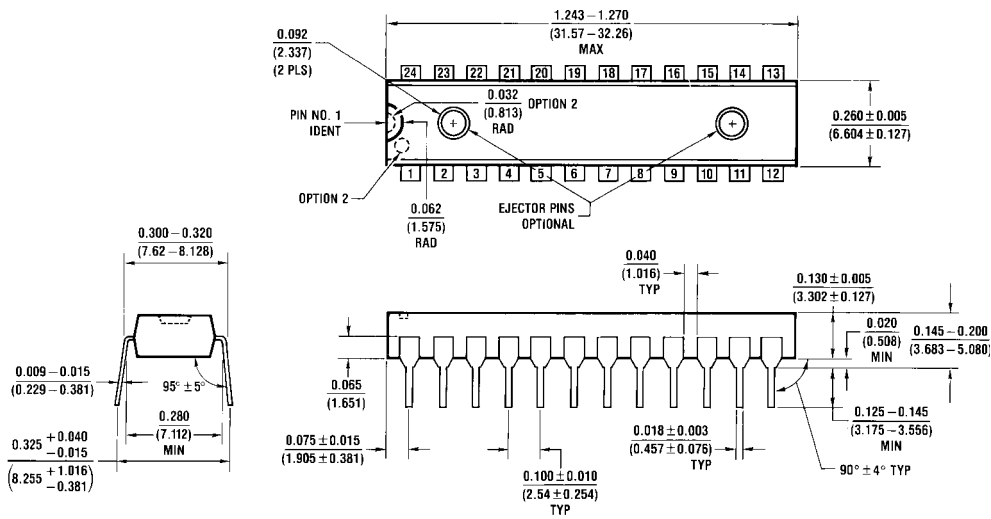 1.243 – 1.270
(31.57 – 32.26)
MAX
0.092
(2.337)
(2 PLS)
24 23 22 21 20 19 18 17 16 15 14 13
0.032
(0.813)
RAD
OPTION 2
PIN NO. 1
IDENT
0.260 ± 0.005
(6.604 ± 0.127)
1 2 3 4 5 6 7 8 9 10 11 12
OPTION 2
0.062
(1.575)
RAD
EJECTOR PINS
OPTIONAL
0.300 – 0.320
(7.62 – 8.128)
0.040
(1.016)
TYP
0.130 ± 0.005
(3.302 ± 0.127)
0.020
(0.508)
MIN
0.145 – 0.200
(3.683 – 5.080)
0.009 – 0.015
(0.229 – 0.381)
95° ± 5°
0.280
(7.112)
MIN
0.065
(1.651)
0.125 – 0.145
(3.175 – 3.556)
MIN
0.325 +0.040
-0.015
(8.255 +1.016
-0.381)
0.075 ± 0.015
(1.905 ± 0.381)
0.018 ± 0.003
(0.457 ± 0.076)
TYP
90° ± 4° TYP
0.100 ± 0.010
(2.54 ± 0.254)
TYP